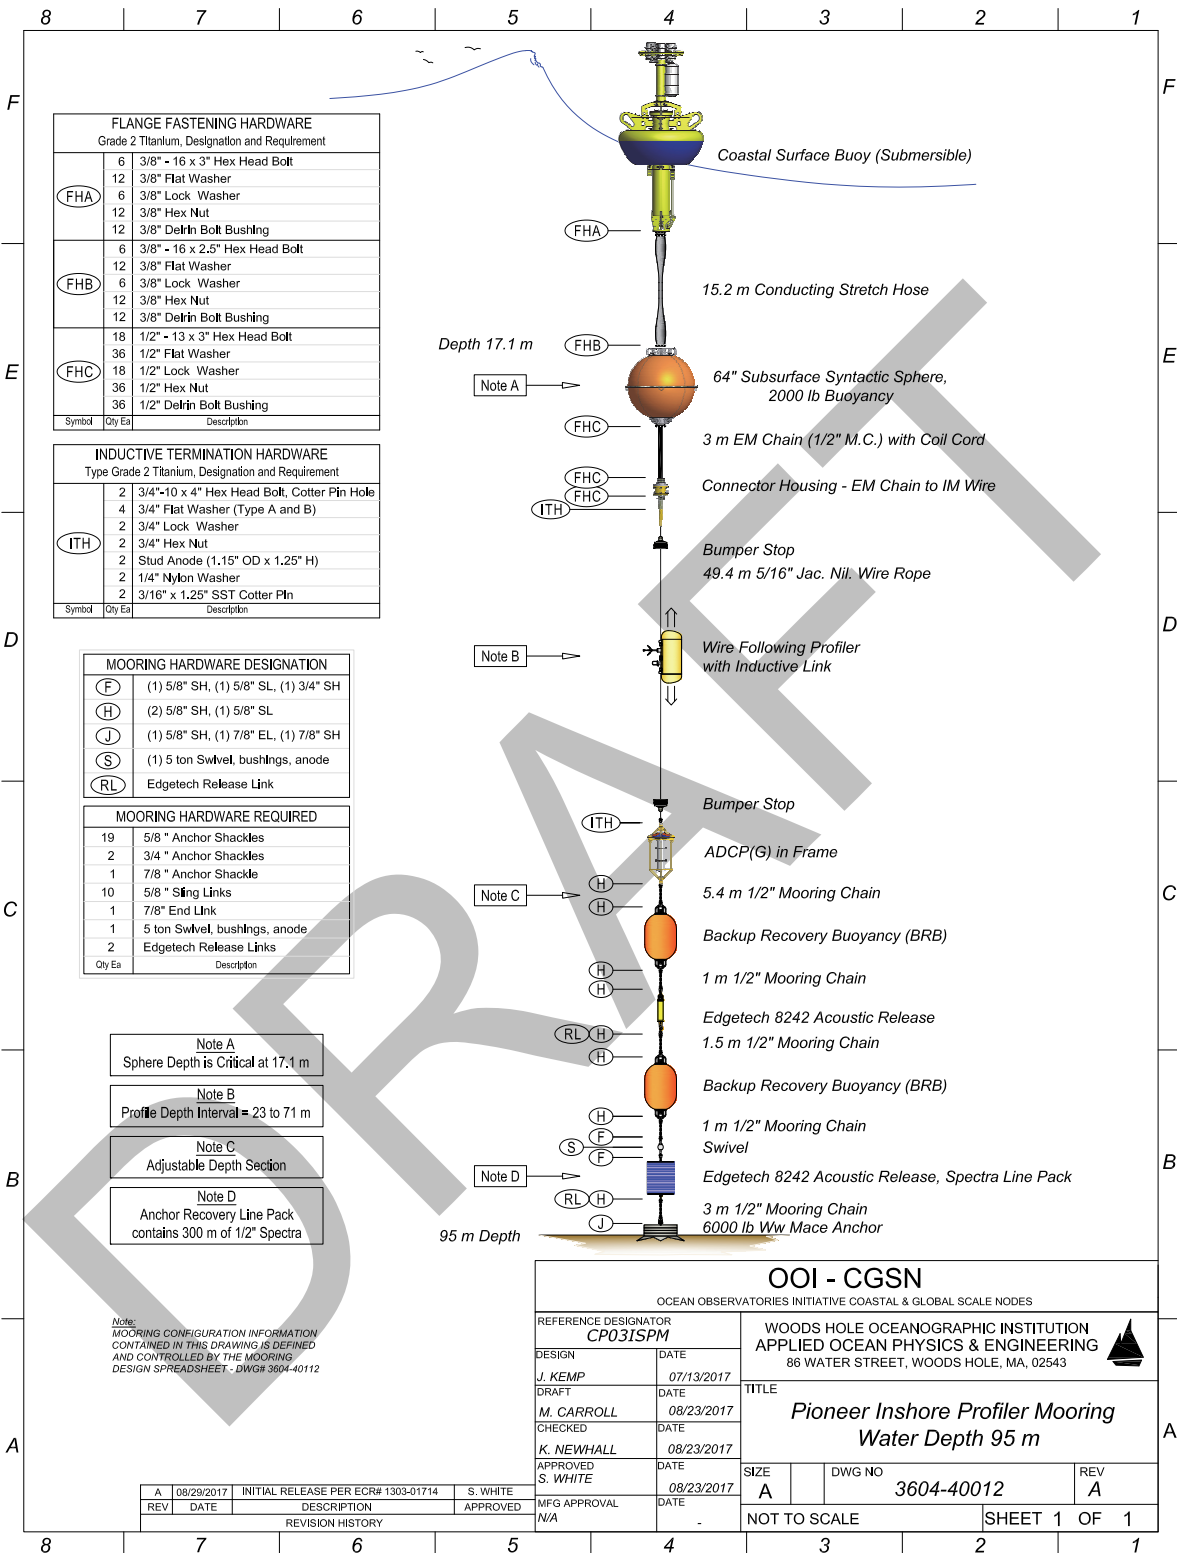 8 7 6 5 4 3 2 1
F
E
D
C
B
A
F
E
D
C
B
A
DRAFT
FLANGE FASTENING HARDWARE
Grade 2 Titanium, Designation and Requirement
FHA
6 3/8" - 16 x 3" Hex Head Bolt
12 3/8" Flat Washer
6 3/8" Lock Washer
12 3/8" Hex Nut
12 3/8" Delrin Bolt Bushing
FHB
6 3/8" - 16 x 2.5" Hex Head Bolt
12 3/8" Flat Washer
6 3/8" Lock Washer
12 3/8" Hex Nut
12 3/8" Delrin Bolt Bushing
FHC
18 1/2" - 13 x 3" Hex Head Bolt
36 1/2" Flat Washer
18 1/2" Lock Washer
36 1/2" Hex Nut
36 1/2" Delrin Bolt Bushing
Symbol Qty Ea Description
INDUCTIVE TERMINATION HARDWARE
Type Grade 2 Titanium, Designation and Requirement
ITH
2 3/4"-10 x 4" Hex Head Bolt, Cotter Pin Hole
4 3/4" Flat Washer (Type A and B)
2 3/4" Lock Washer
2 3/4" Hex Nut
2 Stud Anode (1.15" OD x 1.25" H)
2 1/4" Nylon Washer
2 3/16" x 1.25" SST Cotter Pin
Symbol Qty Ea Description
MOORING HARDWARE DESIGNATION
F (1) 5/8" SH, (1) 5/8" SL, (1) 3/4" SH
H (2) 5/8" SH, (1) 5/8" SL
J (1) 5/8" SH, (1) 7/8" EL, (1) 7/8" SH
S (1) 5 ton Swivel, bushings, anode
RL Edgetech Release Link
MOORING HARDWARE REQUIRED
19 5/8 " Anchor Shackles
2 3/4 " Anchor Shackles
1 7/8" Anchor Shackle
10 5/8 " Sling Links
1 7/8" End Link
1 5 ton Swivel, bushings, anode
2 Edgetech Release Links
Qty Ea Description
Note A
Sphere Depth is Critical at 17.1 m
Note B
Profile Depth Interval = 23 to 71 m
Note C
Adjustable Depth Section
Note D
Anchor Recovery Line Pack
contains 300 m of 1/2" Spectra
Note:
MOORING CONFIGURATION INFORMATION
CONTAINED IN THIS DRAWING IS DEFINED
AND CONTROLLED BY THE MOORING
DESIGN SPREADSHEET - DWG# 3604-40112
Coastal Surface Buoy (Submersible)
FHA
15.2 m Conducting Stretch Hose
Depth 17.1 m
FHB
Note A
64" Subsurface Syntactic Sphere,
2000 lb Buoyancy
FHC
3 m EM Chain (1/2" M.C.) with Coil Cord
FHC
FHC
Connector Housing - EM Chain to IM Wire
ITH
Bumper Stop
49.4 m 5/16" Jac. Nil. Wire Rope
Note B
Wire Following Profiler
with Inductive Link
Bumper Stop
ITH
ADCP(G) in Frame
H
Note C
5.4 m 1/2" Mooring Chain
H
Backup Recovery Buoyancy (BRB)
H
1 m 1/2" Mooring Chain
H
Edgetech 8242 Acoustic Release
RL H
1.5 m 1/2" Mooring Chain
H
Backup Recovery Buoyancy (BRB)
H
1 m 1/2" Mooring Chain
F
S
Swivel
F
Note D
Edgetech 8242 Acoustic Release, Spectra Line Pack
RL H
3 m 1/2" Mooring Chain
J
6000 lb Ww Mace Anchor
95 m Depth
OOI - CGSN
OCEAN OBSERVATORIES INITIATIVE COASTAL & GLOBAL SCALE NODES
REFERENCE DESIGNATOR
CP03ISPM
WOODS HOLE OCEANOGRAPHIC INSTITUTION
APPLIED OCEAN PHYSICS & ENGINEERING
86 WATER STREET, WOODS HOLE, MA, 02543
DESIGN DATE
J. KEMP 07/13/2017
DRAFT DATE
M. CARROLL 08/23/2017
CHECKED DATE
K. NEWHALL 08/23/2017
APPROVED DATE
S. WHITE 08/23/2017
MFG APPROVAL DATE
N/A -
TITLE
Pioneer Inshore Profiler Mooring
Water Depth 95 m
SIZE DWG NO REV
A 3604-40012 A
NOT TO SCALE SHEET 1 OF 1
A 08/29/2017 INITIAL RELEASE PER ECR# 1303-01714 S. WHITE
REV DATE DESCRIPTION APPROVED
REVISION HISTORY
8 7 6 5 4 3 2 1